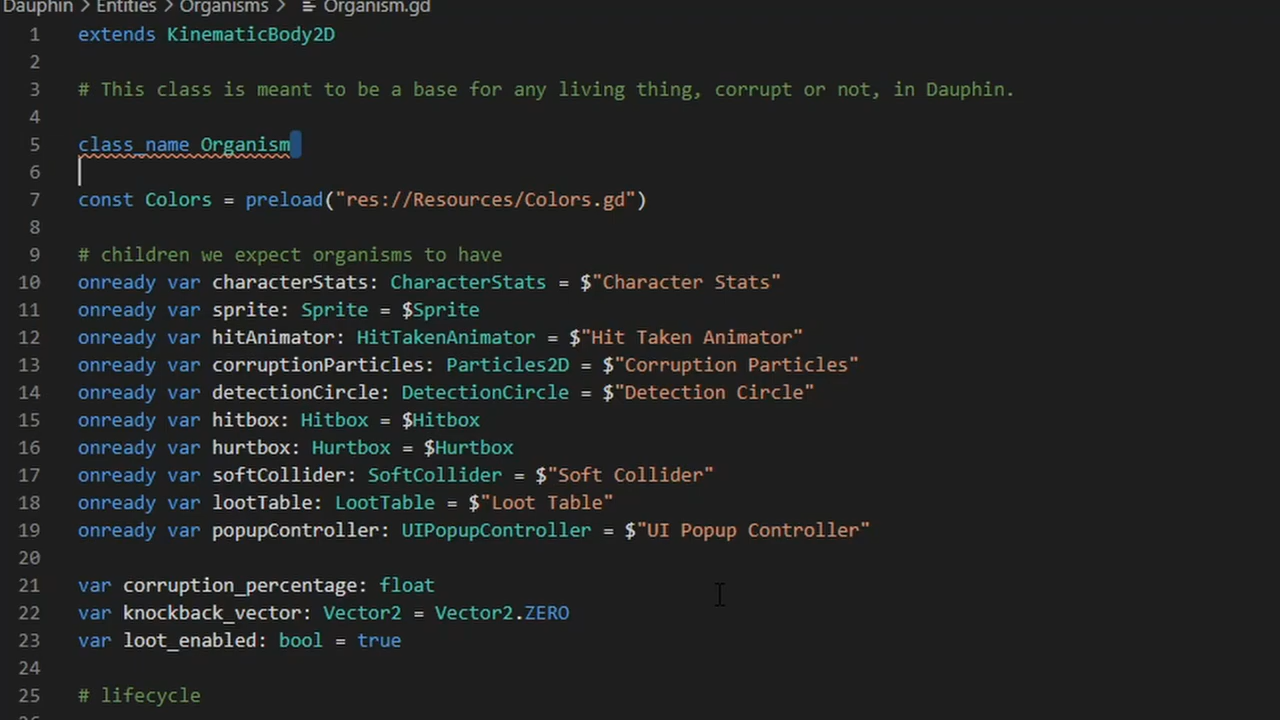 Dauphin > Entities > Organisms > Organism.gd
1 extends KinematicBody2D
2
3 # This class is meant to be a base for any living thing, corrupt or not, in Dauphin.
4
5 class_name Organism
6
7 const Colors = preload("res://Resources/Colors.gd")
8
9 # children we expect organisms to have
10 onready var characterStats: CharacterStats = $"Character Stats"
11 onready var sprite: Sprite = $Sprite
12 onready var hitAnimator: HitTakenAnimator = $"Hit Taken Animator"
13 onready var corruptionParticles: Particles2D = $"Corruption Particles"
14 onready var detectionCircle: DetectionCircle = $"Detection Circle"
15 onready var hitbox: Hitbox = $Hitbox
16 onready var hurtbox: Hurtbox = $Hurtbox
17 onready var softCollider: SoftCollider = $"Soft Collider"
18 onready var lootTable: LootTable = $"Loot Table"
19 onready var popupController: UIPopupController = $"UI Popup Controller"
20
21 var corruption_percentage: float
22 var knockback_vector: Vector2 = Vector2.ZERO
23 var loot_enabled: bool = true
24
25 # lifecycle